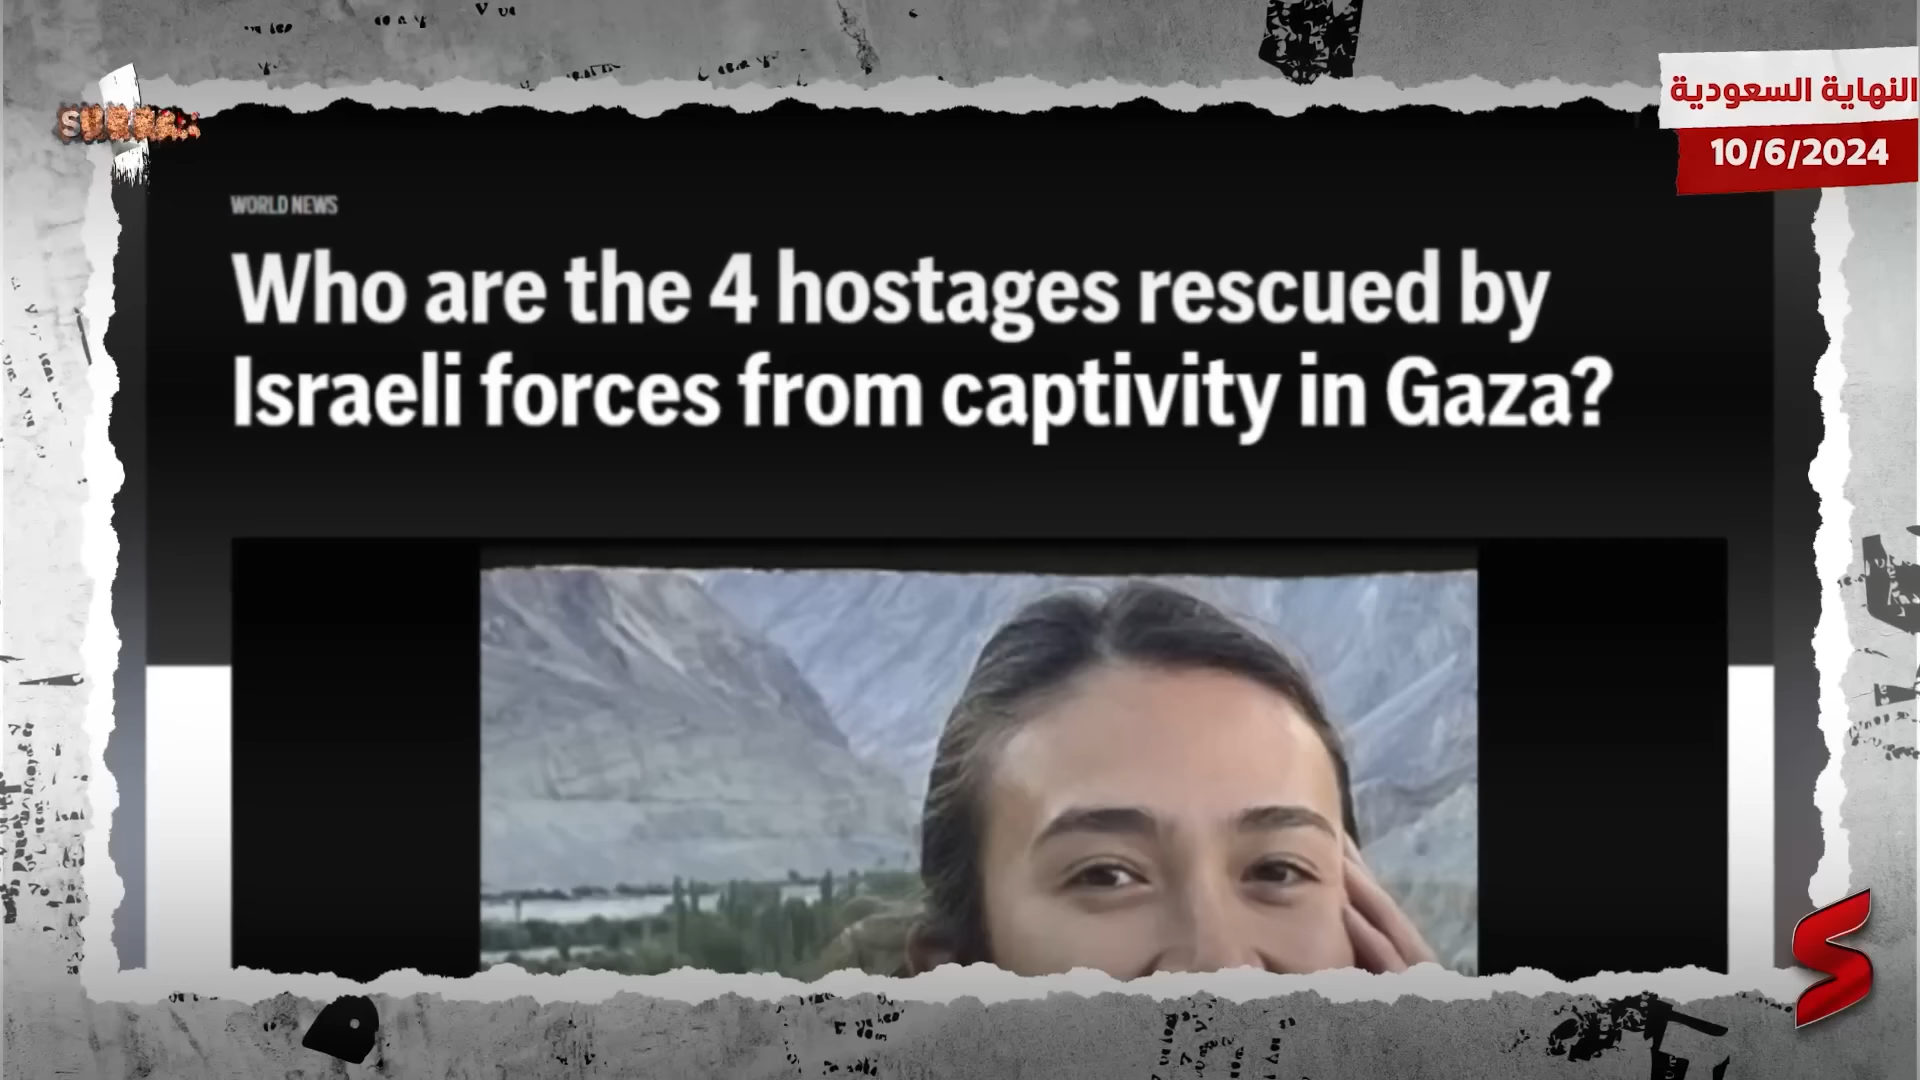 النهاية السعودية
10/6/2024
WORLD NEWS
Who are the 4 hostages rescued by
Israeli forces from captivity in Gaza?